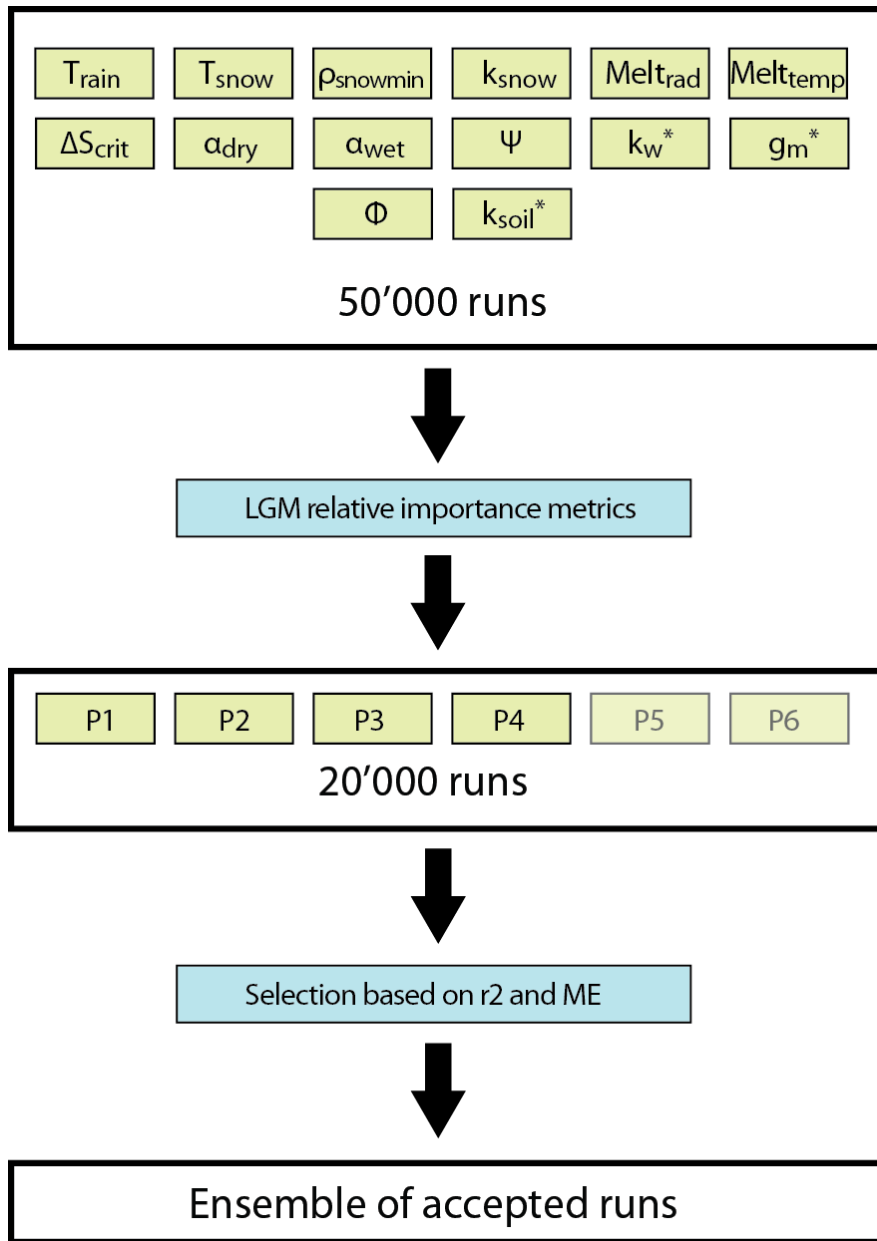 Train Tsnow ρsnowmin ksnow Meltrad Melttemp
ΔScrit αdry αwet Ψ kw* gm*
Φ ksoil*
50’000 runs
LGM relative importance metrics
P1 P2 P3 P4 P5 P6
20’000 runs
Selection based on r2 and ME
Ensemble of accepted runs